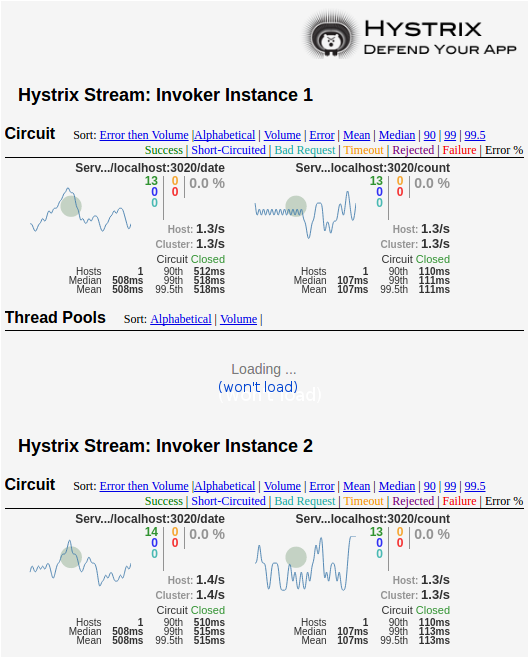 HYSTRIX
DEFEND YOUR APP
Hystrix Stream: Invoker Instance 1
Circuit Sort: Error then Volume |Alphabetical | Volume | Error | Mean | Median | 90 | 99 | 99.5
Success | Short-Circuited | Bad Request | Timeout | Rejected | Failure | Error %
Serv.../localhost:3020/date Serv...localhost:3020/count
13 0 0.0 % 13 0 0.0 %
0 0 0 0
0 0
Host: 1.3/s Host: 1.3/s
Cluster: 1.3/s Cluster: 1.3/s
Circuit Closed Circuit Closed
Hosts 1 90th 512ms Hosts 1 90th 110ms
Median 508ms 99th 518ms Median 107ms 99th 111ms
Mean 508ms 99.5th 518ms Mean 107ms 99.5th 111ms
Thread Pools Sort: Alphabetical | Volume |
Loading ...
(won't load)
Hystrix Stream: Invoker Instance 2
Circuit Sort: Error then Volume |Alphabetical | Volume | Error | Mean | Median | 90 | 99 | 99.5
Success | Short-Circuited | Bad Request | Timeout | Rejected | Failure | Error %
Serv.../localhost:3020/date Serv...localhost:3020/count
14 0 0.0 % 13 0 0.0 %
0 0 0 0
0 0
Host: 1.4/s Host: 1.3/s
Cluster: 1.4/s Cluster: 1.3/s
Circuit Closed Circuit Closed
Hosts 1 90th 510ms Hosts 1 90th 110ms
Median 508ms 99th 515ms Median 107ms 99th 113ms
Mean 508ms 99.5th 515ms Mean 107ms 99.5th 113ms